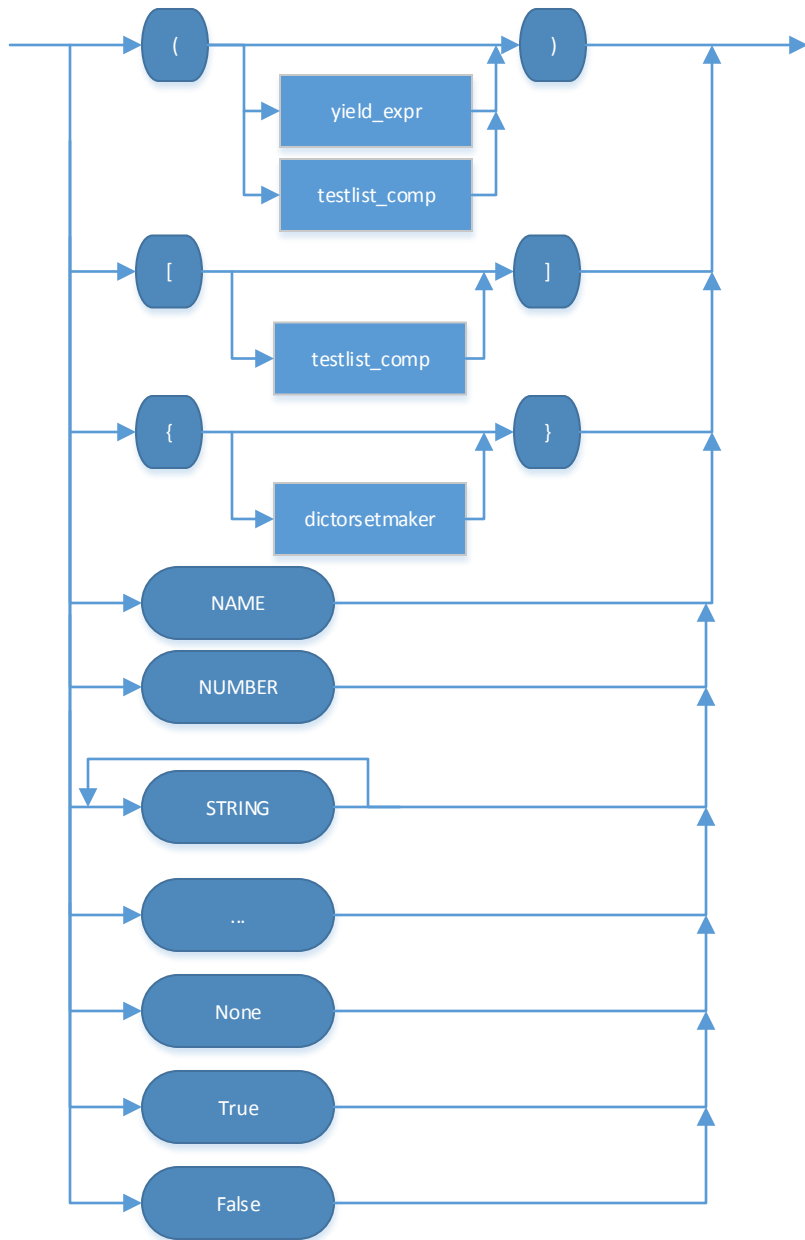 ( )
yield_expr
testlist_comp
[ ]
testlist_comp
{ }
dictorsetmaker
NAME
NUMBER
STRING
...
None
True
False